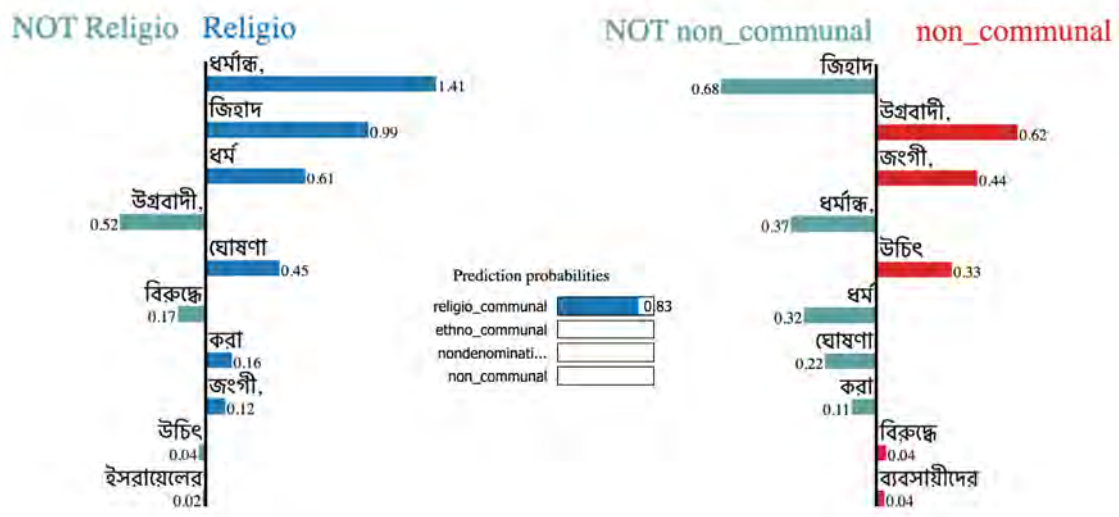 NOT Religio Religio
ধর্মান্ধ,
1.41
জিহাদ
0.99
ধর্ম
0.61
উগ্রবাদী,
0.52
ঘোষণা
0.45
বিরুদ্ধে
0.17
করা
0.16
জংগী,
0.12
উচিৎ
0.04
ইসরায়েলের
0.02
Prediction probabilities
religio_communal 0.83
ethno_communal
nondenominati...
non_communal
NOT non_communal non_communal
জিহাদ
0.68
উগ্রবাদী,
0.62
জংগী,
0.44
ধর্মান্ধ,
0.37
উচিৎ
0.33
ধর্ম
0.32
ঘোষণা
0.22
করা
0.11
বিরুদ্ধে
0.04
ব্যবসায়ীদের
0.04